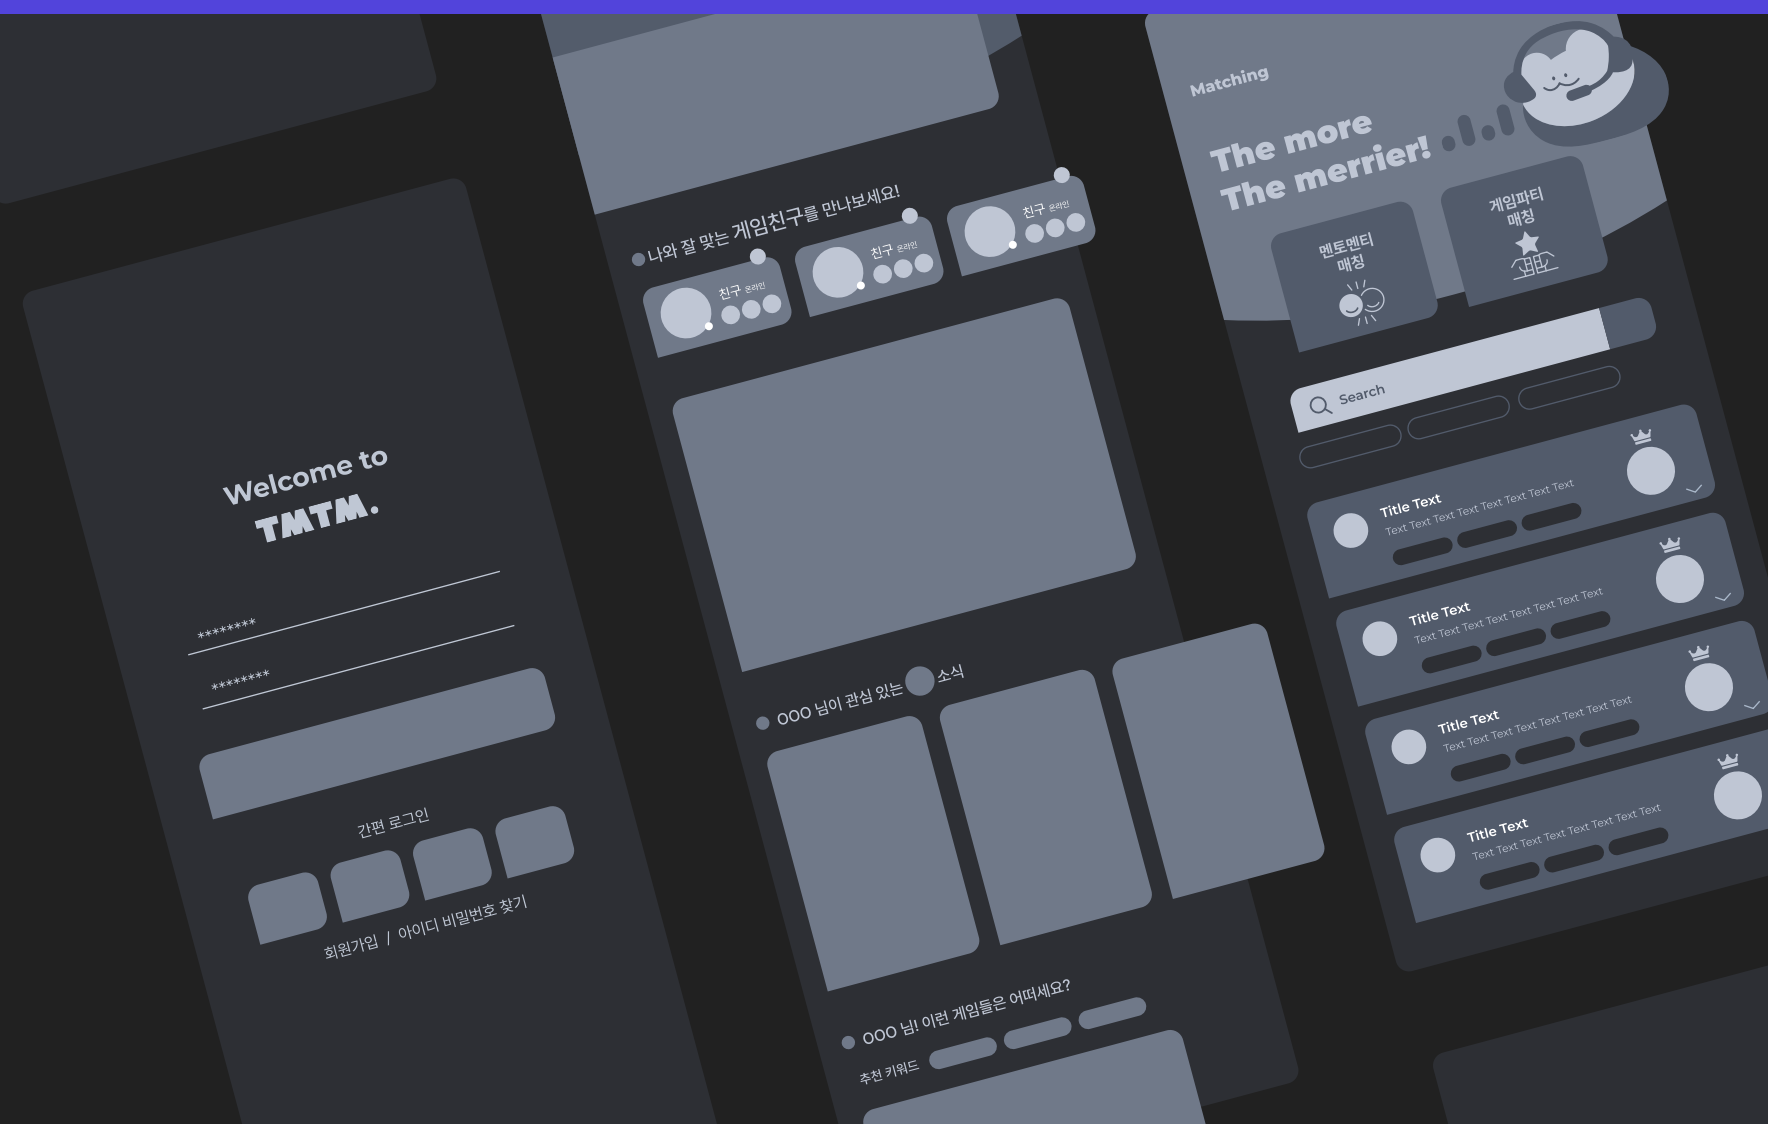 Welcome to
TMTM.
********
********
간편 로그인
회원가입 / 아이디 비밀번호 찾기
나와 잘 맞는 게임친구를 만나보세요!
친구 온라인
친구 온라인
친구 온라인
OOO 님이 관심 있는 소식
OOO 님! 이런 게임들은 어떠세요?
추천 키워드
Matching
The more
The merrier!
멘토멘티
매칭
게임파티
매칭
Search
Title Text
Text Text Text Text Text Text Text Text
Title Text
Text Text Text Text Text Text Text Text
Title Text
Text Text Text Text Text Text Text Text
Title Text
Text Text Text Text Text Text Text Text